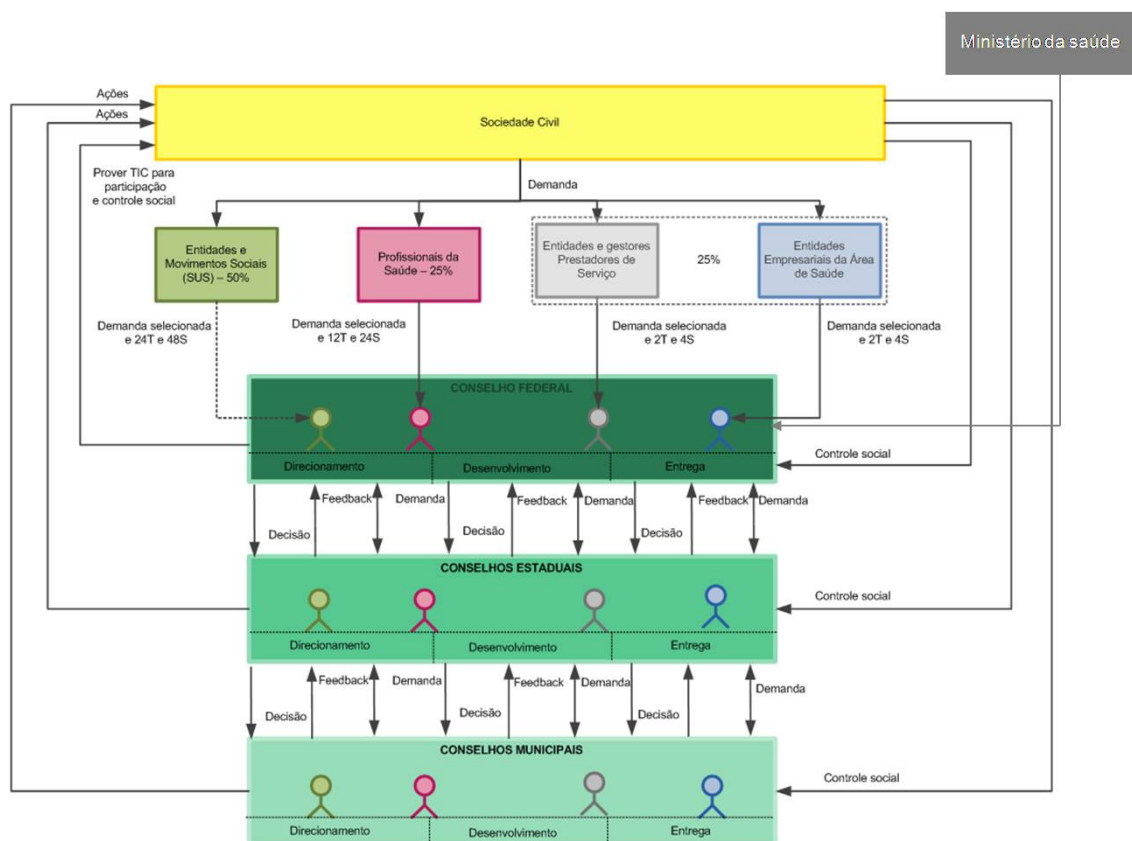 Ministério da saúde
Ações
Ações
Sociedade Civil
Prover TIC para
participação
e controle social
Demanda
Entidades e
Movimentos Sociais
(SUS) – 50%
Profissionais da
Saúde – 25%
Entidades e gestores
Prestadores de
Serviço
25%
Entidades
Empresariais da Área
de Saúde
Demanda selecionada
e 24T e 48S
Demanda selecionada
e 12T e 24S
Demanda selecionada
e 2T e 4S
Demanda selecionada
e 2T e 4S
CONSELHO FEDERAL
Controle social
Direcionamento
Desenvolvimento
Entrega
Feedback
Demanda
Feedback
Demanda
Feedback
Demanda
Decisão
Decisão
Decisão
CONSELHOS ESTADUAIS
Controle social
Direcionamento
Desenvolvimento
Entrega
Feedback
Demanda
Feedback
Demanda
Demanda
Decisão
Decisão
Decisão
CONSELHOS MUNICIPAIS
Controle social
Direcionamento
Desenvolvimento
Entrega